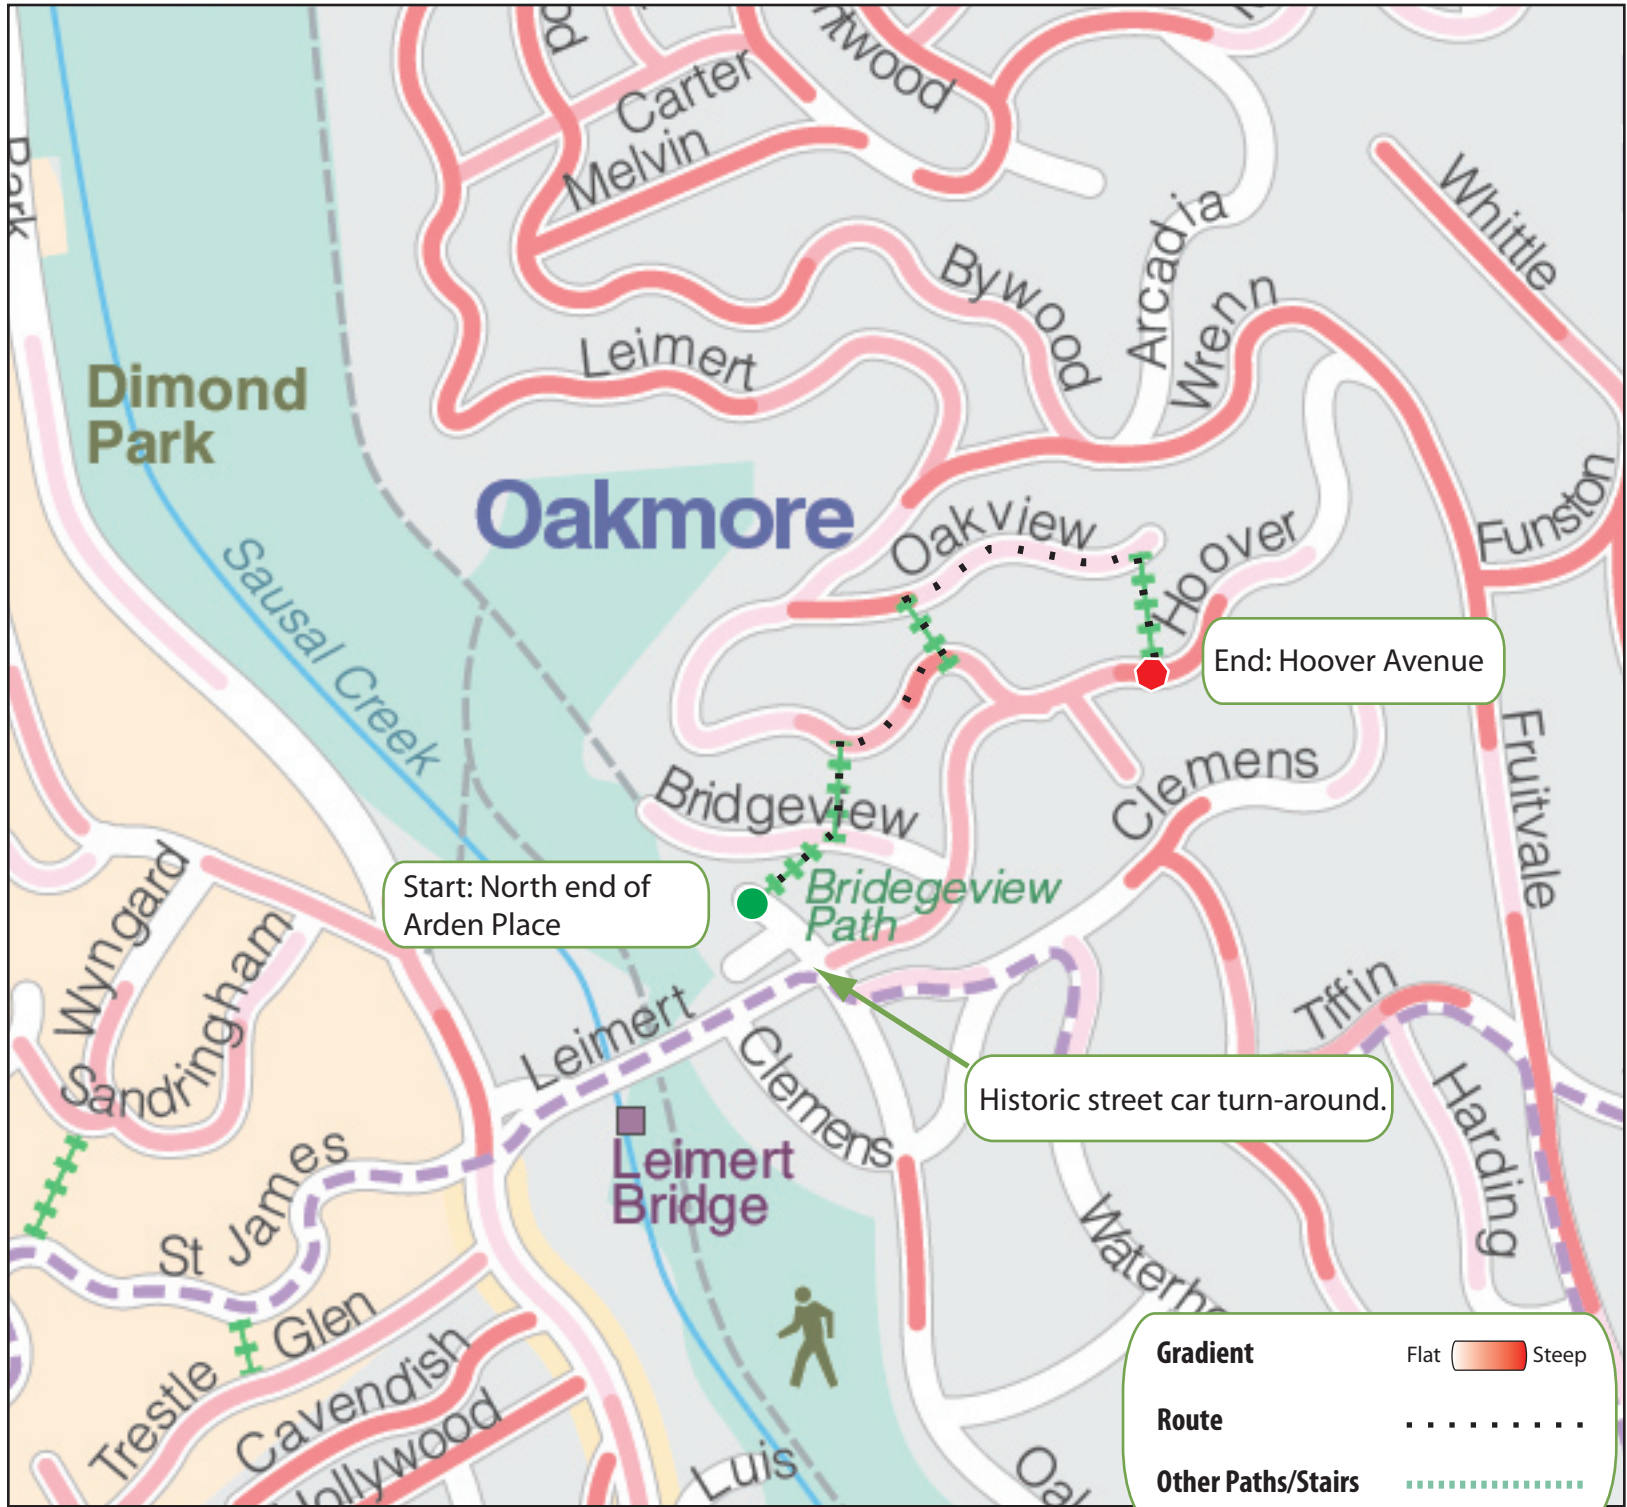 Carter
Melvin
Park
Arcadia
Whittle
Bywood
Wrenn
Leimert
Dimond
Park
Oakmore
Oakview
Hoover
Funston
Sausal Creek
End: Hoover Avenue
Fruitvale
Clemens
Bridgeview
Start: North end of
Arden Place
Bridegeview
Path
Wyngard
Sandringham
Leimert
Tiffin
Clemens
Historic street car turn-around.
Harding
Leimert
Bridge
St James
Glen
Trestle
Cavendish
Luis
Gradient
Flat
Steep
Route
Other Paths/Stairs